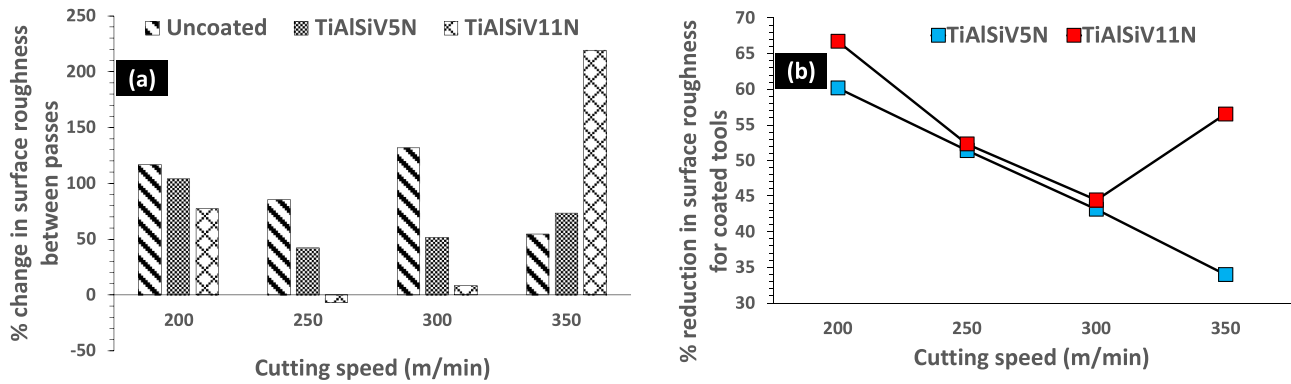 % change in surface roughness
between passes
250
200
150
100
50
0
-50
Uncoated TiAlSiV5N TiAlSiV11N
(a)
200 250 300 350
Cutting speed (m/min)
% reduction in surface roughness
for coated tools
70
65
60
55
50
45
40
35
30
TiAlSiV5N TiAlSiV11N
(b)
200 250 300 350
Cutting speed (m/min)